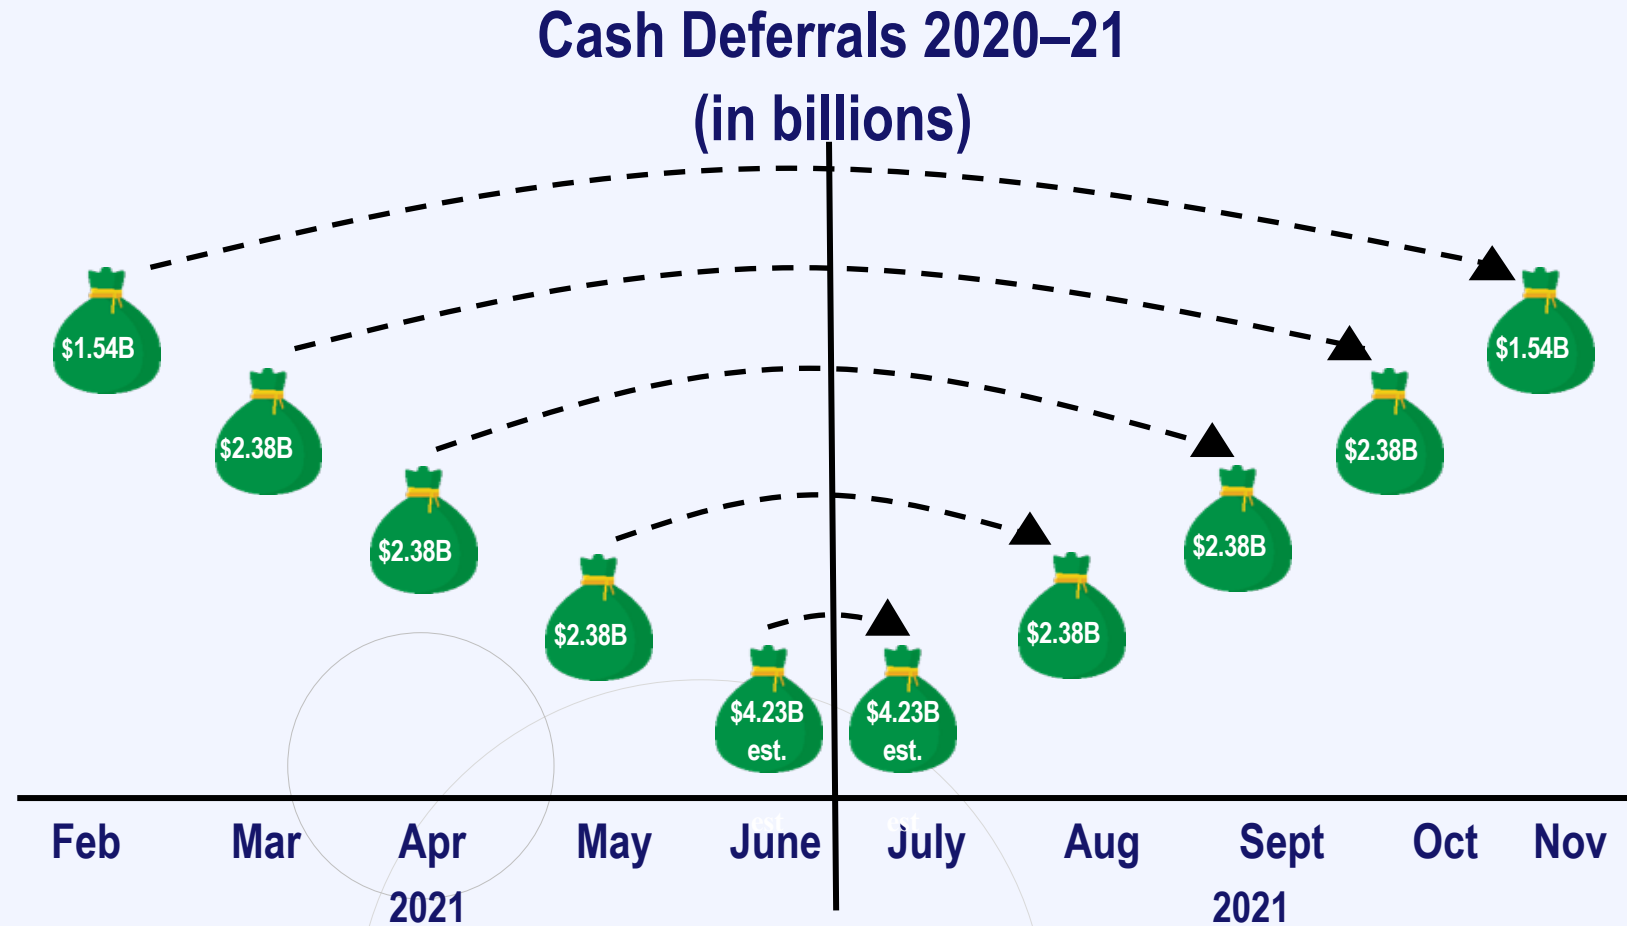 Cash Deferrals 2020–21
(in billions)
$1.54B
$1.54B
$2.38B
$2.38B
$2.38B
$2.38B
$2.38B
$2.38B
$4.23B
est.
$4.23B
est.
est.
est.
Feb Mar Apr May June July Aug Sept Oct Nov
2021 2021